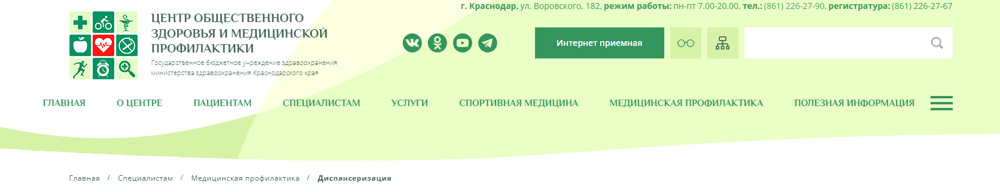 г. Краснодар, ул. Воровского, 182, режим работы: пн-пт 7.00-20.00, тел.: (861) 226-27-90, регистратура: (861) 226-27-67
ЦЕНТР ОБЩЕСТВЕННОГО
ЗДОРОВЬЯ И МЕДИЦИНСКОЙ
ПРОФИЛАКТИКИ
Государственное бюджетное учреждение здравоохранения
министерства здравоохранения Краснодарского края
Интернет приемная
ГЛАВНАЯ О ЦЕНТРЕ ПАЦИЕНТАМ СПЕЦИАЛИСТАМ УСЛУГИ СПОРТИВНАЯ МЕДИЦИНА МЕДИЦИНСКАЯ ПРОФИЛАКТИКА ПОЛЕЗНАЯ ИНФОРМАЦИЯ
Главная / Специалистам / Медицинская профилактика / Диспансеризация